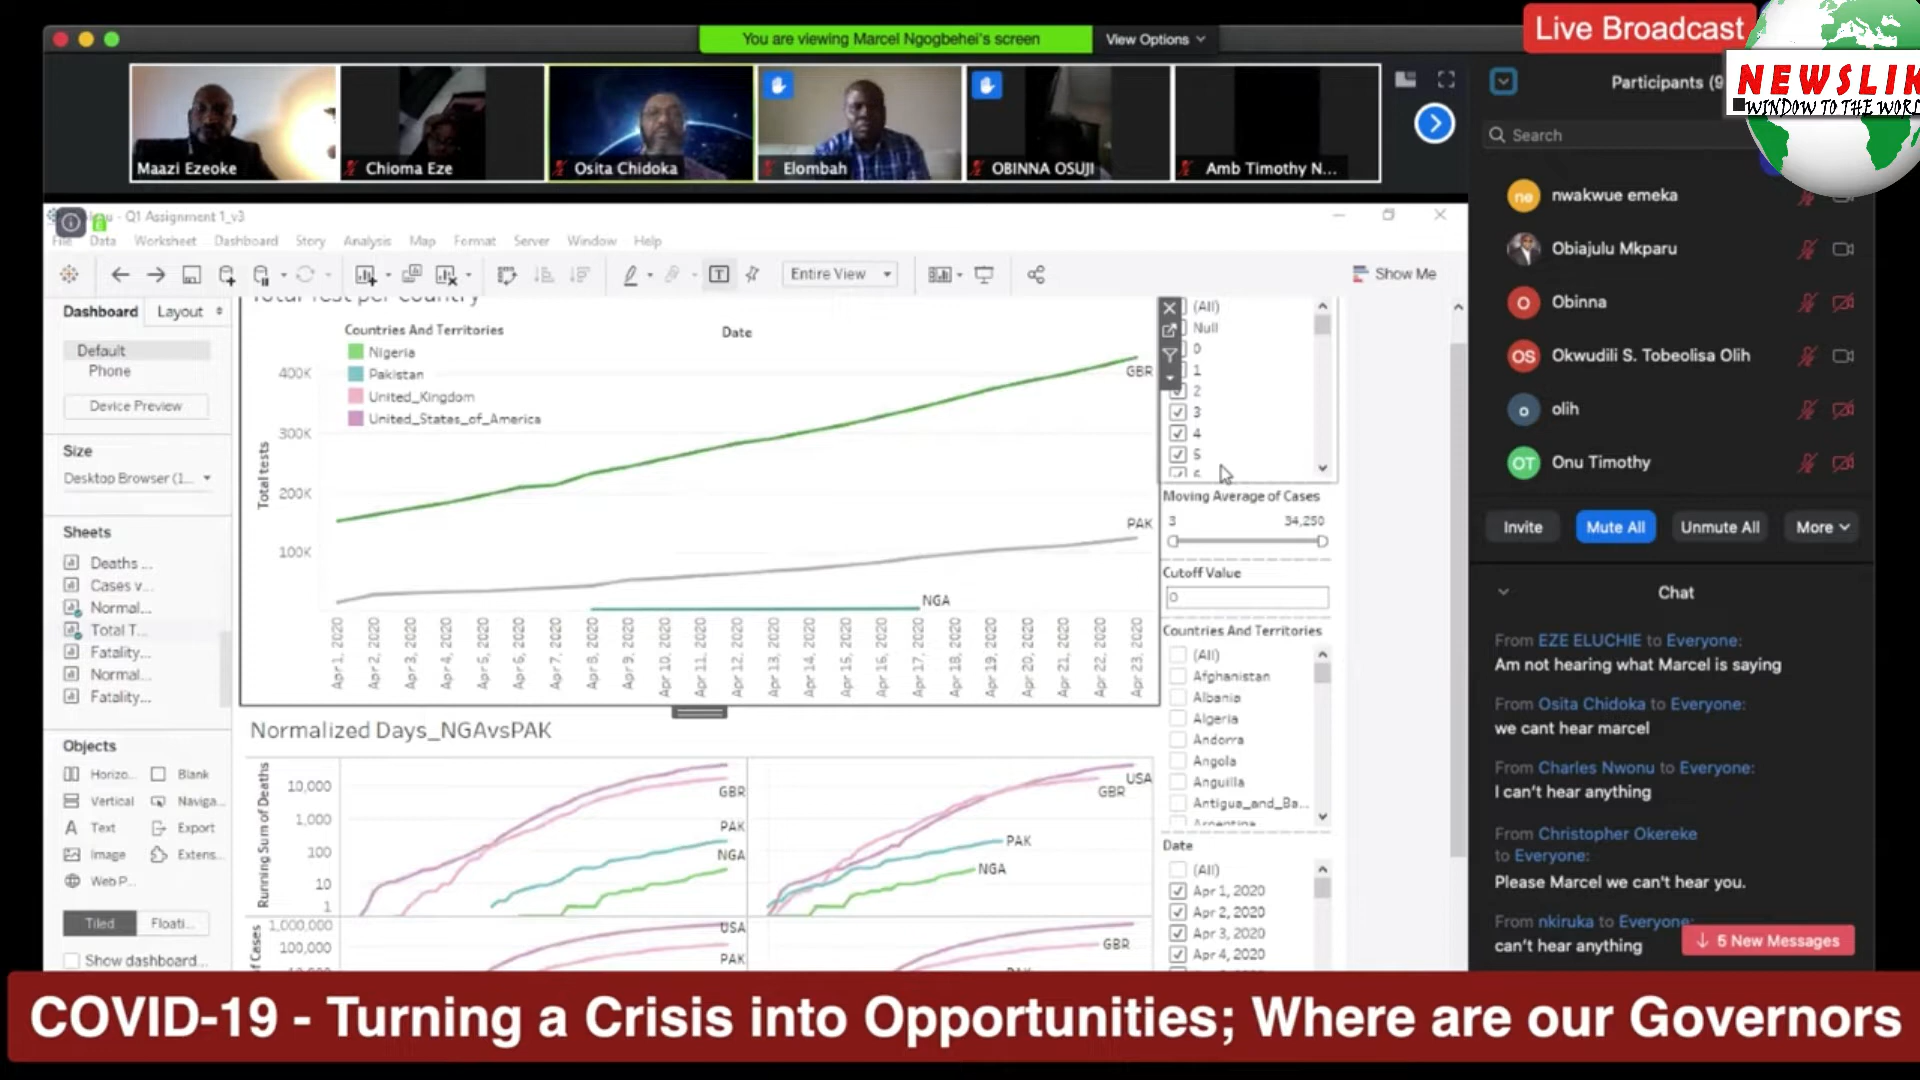 You are viewing Marcel Ngogbehei's screen
View Options
Live Broadcast
NEWSLIK
WINDOW TO THE WORL
Maazi Ezeoke
Chioma Eze
Osita Chidoka
Elombah
OBINNA OSUJI
Amb Timothy N...
Participants (9
Search
nwakwue emeka
Obiajulu Mkparu
Obinna
Okwudili S. Tobeolisa Olih
olih
Onu Timothy
Invite
Mute All
Unmute All
More
Chat
From EZE ELUCHIE to Everyone:
Am not hearing what Marcel is saying
From Osita Chidoka to Everyone:
we cant hear marcel
From Charles Nwonu to Everyone:
I can't hear anything
From Christopher Okereke
to Everyone:
Please Marcel we can't hear you.
From nkiruka to Everyone:
can't hear anything
5 New Messages
- Q1 Assignment 1_v3
File Data Worksheet Dashboard Story Analysis Map Format Server Window Help
Entire View
Show Me
Dashboard Layout
Default
Phone
Device Preview
Size
Desktop Browser (1...
Sheets
Deaths ...
Cases v...
Normal...
Total T...
Fatality...
Normal...
Fatality...
Objects
Horizo... Blank
Vertical Naviga...
Text Export
Image Extens...
Web P...
Tiled Floati...
Show dashboard...
Total Test per country
Countries And Territories
Nigeria
Pakistan
United_Kingdom
United_States_of_America
Date
Total tests
400K
300K
200K
100K
GBR
PAK
NGA
Apr 1, 2020
Apr 2, 2020
Apr 3, 2020
Apr 4, 2020
Apr 5, 2020
Apr 6, 2020
Apr 7, 2020
Apr 8, 2020
Apr 9, 2020
Apr 10, 2020
Apr 11, 2020
Apr 12, 2020
Apr 13, 2020
Apr 14, 2020
Apr 15, 2020
Apr 16, 2020
Apr 17, 2020
Apr 18, 2020
Apr 19, 2020
Apr 20, 2020
Apr 21, 2020
Apr 22, 2020
Apr 23, 2020
Normalized Days_NGAvsPAK
Running Sum of Deaths
10,000
1,000
100
10
1
GBR
PAK
NGA
USA
GBR
PAK
NGA
of Cases
1,000,000
100,000
USA
PAK
GBR
(All)
Null
0
1
2
3
4
5
Moving Average of Cases
3 34,250
Cutoff Value
0
Countries And Territories
(All)
Afghanistan
Albania
Algeria
Andorra
Angola
Anguilla
Antigua_and_Ba...
Argentina
Date
(All)
Apr 1, 2020
Apr 2, 2020
Apr 3, 2020
Apr 4, 2020
COVID-19 - Turning a Crisis into Opportunities; Where are our Governors